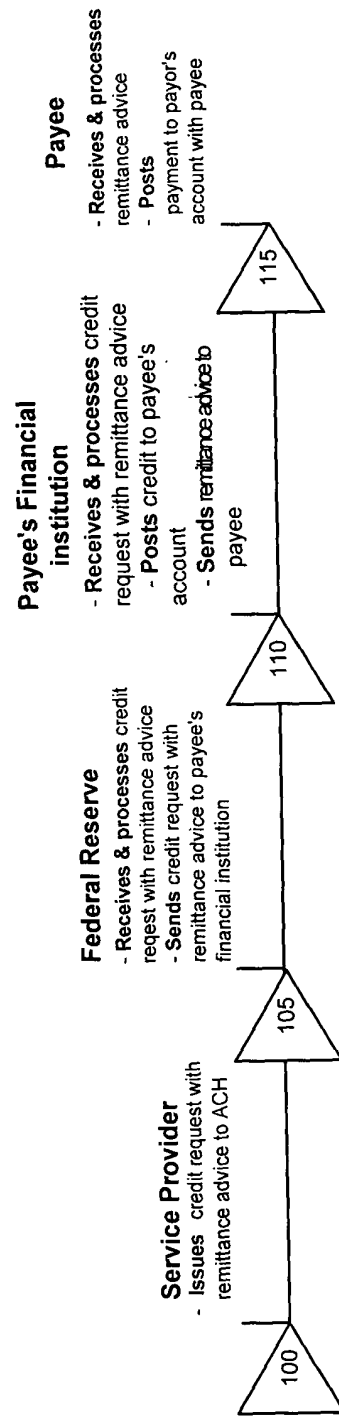 Service Provider
- Issues credit request with
remittance advice to ACH
Federal Reserve
- Receives & processes credit
reqest with remittance advice
- Sends credit request with
remittance advice to payee's
financial institution
Payee's Financial
institution
- Receives & processes credit
request with remittance advice
- Posts credit to payee's
account
- Sends remittance advice to
payee
Payee
- Receives & processes
remittance advice
- Posts
payment to payor's
account with payee
100
105
110
115